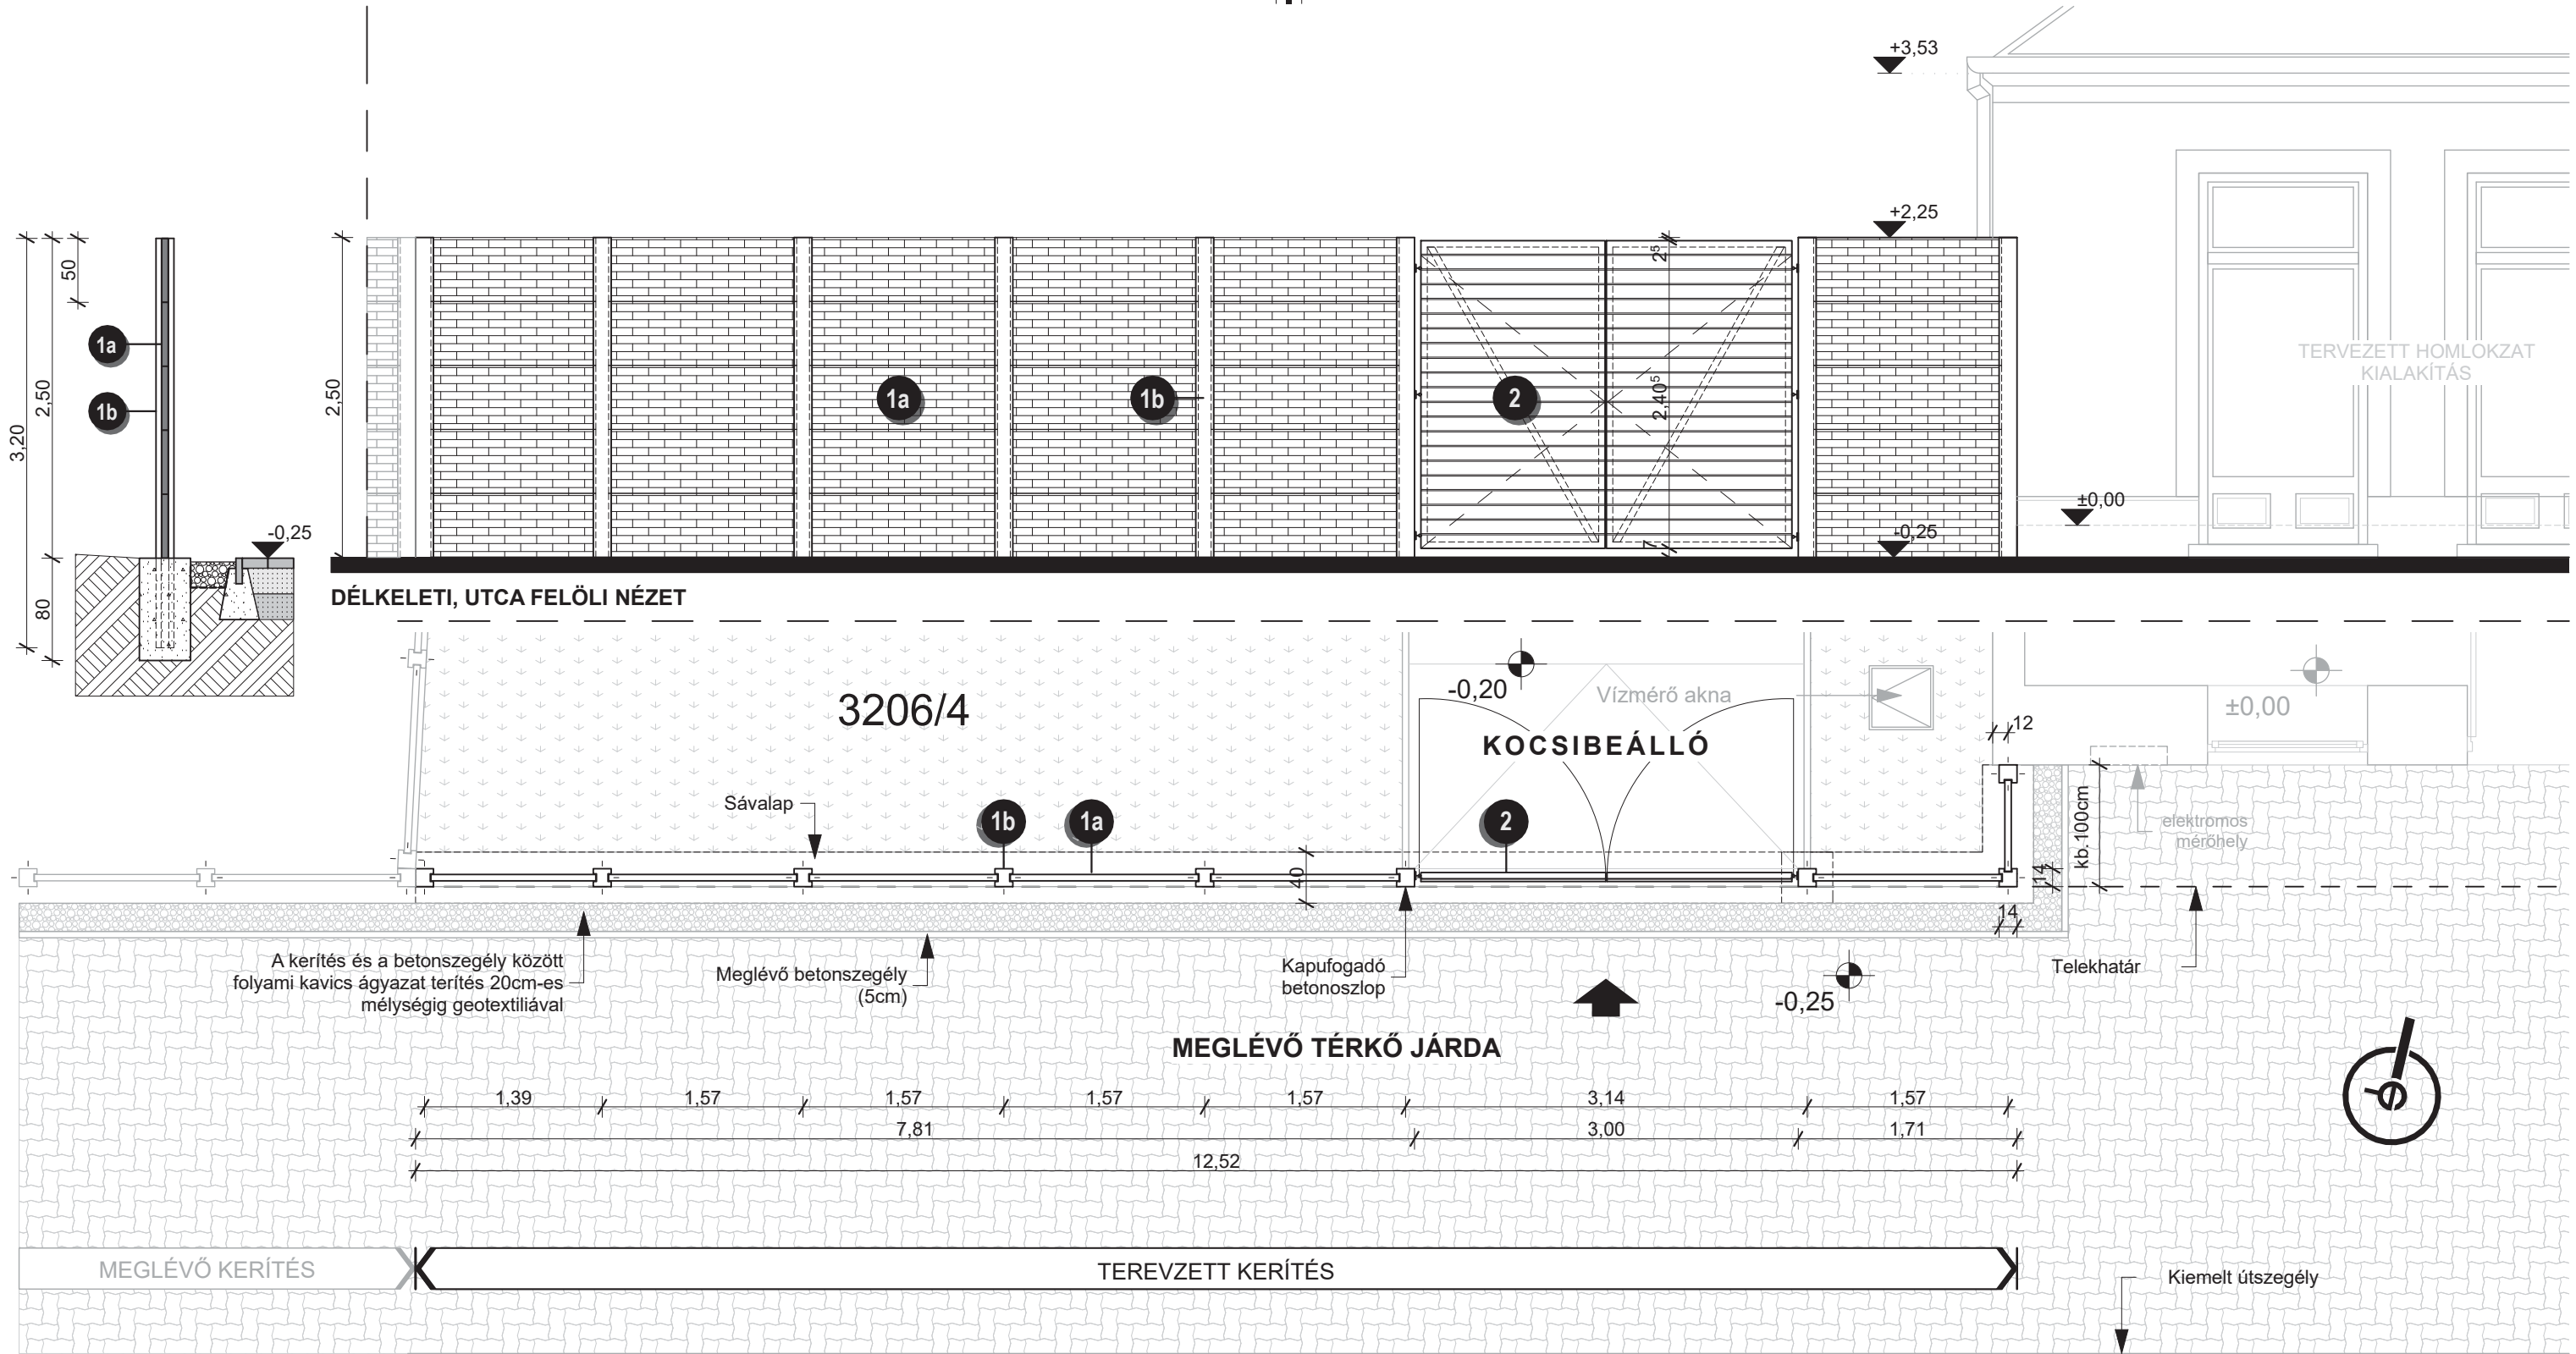 +3,53
+2,25
50
1a
1b
2,50
3,20
80
-0,25
2,50
1a
1b
2
2⁵
2,40⁵
7
-0,25
±0,00
TERVEZETT HOMLOKZAT
KIALAKÍTÁS
DÉLKELETI, UTCA FELÖLI NÉZET
3206/4
-0,20
Vízmérő akna
KOCSIBEÁLLÓ
±0,00
12
Sávalap
1b
1a
2
40
kb.100cm
14
14
elektromos
mérőhely
A kerítés és a betonszegély között
folyami kavics ágyazat terítés 20cm-es
mélységig geotextiliával
Meglévő betonszegély
(5cm)
Kapufogadó
betonoszlop
-0,25
Telekhatár
MEGLÉVŐ TÉRKŐ JÁRDA
1,39 1,57 1,57 1,57 1,57 3,14 1,57
7,81 3,00 1,71
12,52
MEGLÉVŐ KERÍTÉS
TEREVZETT KERÍTÉS
Kiemelt útszegély